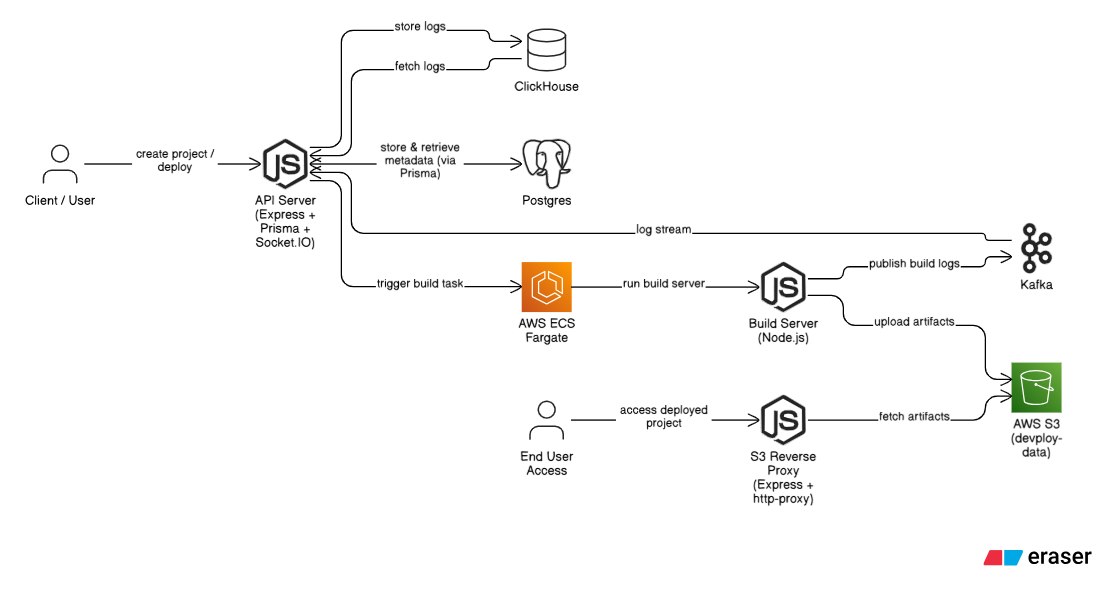 store logs
fetch logs
ClickHouse
create project /
deploy
store & retrieve
metadata (via
Prisma)
JS
Client / User
API Server
(Express +
Prisma +
Socket.IO)
Postgres
log stream
publish build logs
Kafka
trigger build task
run build server
JS
AWS ECS
Fargate
Build Server
(Node.js)
upload artifacts
access deployed
project
JS
fetch artifacts
AWS S3
(devploy-
data)
End User
Access
S3 Reverse
Proxy
(Express +
http-proxy)
eraser